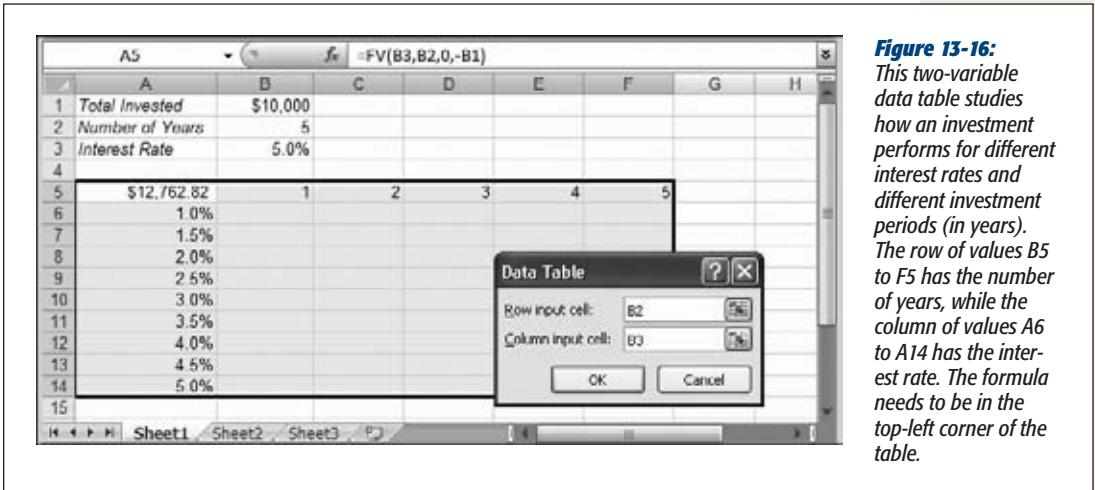 A5 fx =FV(B3,B2,0,-B1)
A B C D E F G H
1 Total Invested $10,000
2 Number of Years 5
3 Interest Rate 5.0%
4
5 $12,762.82 1 2 3 4 5
6 1.0%
7 1.5%
8 2.0%
9 2.5%
10 3.0%
11 3.5%
12 4.0%
13 4.5%
14 5.0%
15
Data Table
Row input cell: B2
Column input cell: B3
OK Cancel
Sheet1 Sheet2 Sheet3
Figure 13-16:
This two-variable
data table studies
how an investment
performs for different
interest rates and
different investment
periods (in years).
The row of values B5
to F5 has the number
of years, while the
column of values A6
to A14 has the inter-
est rate. The formula
needs to be in the
top-left corner of the
table.